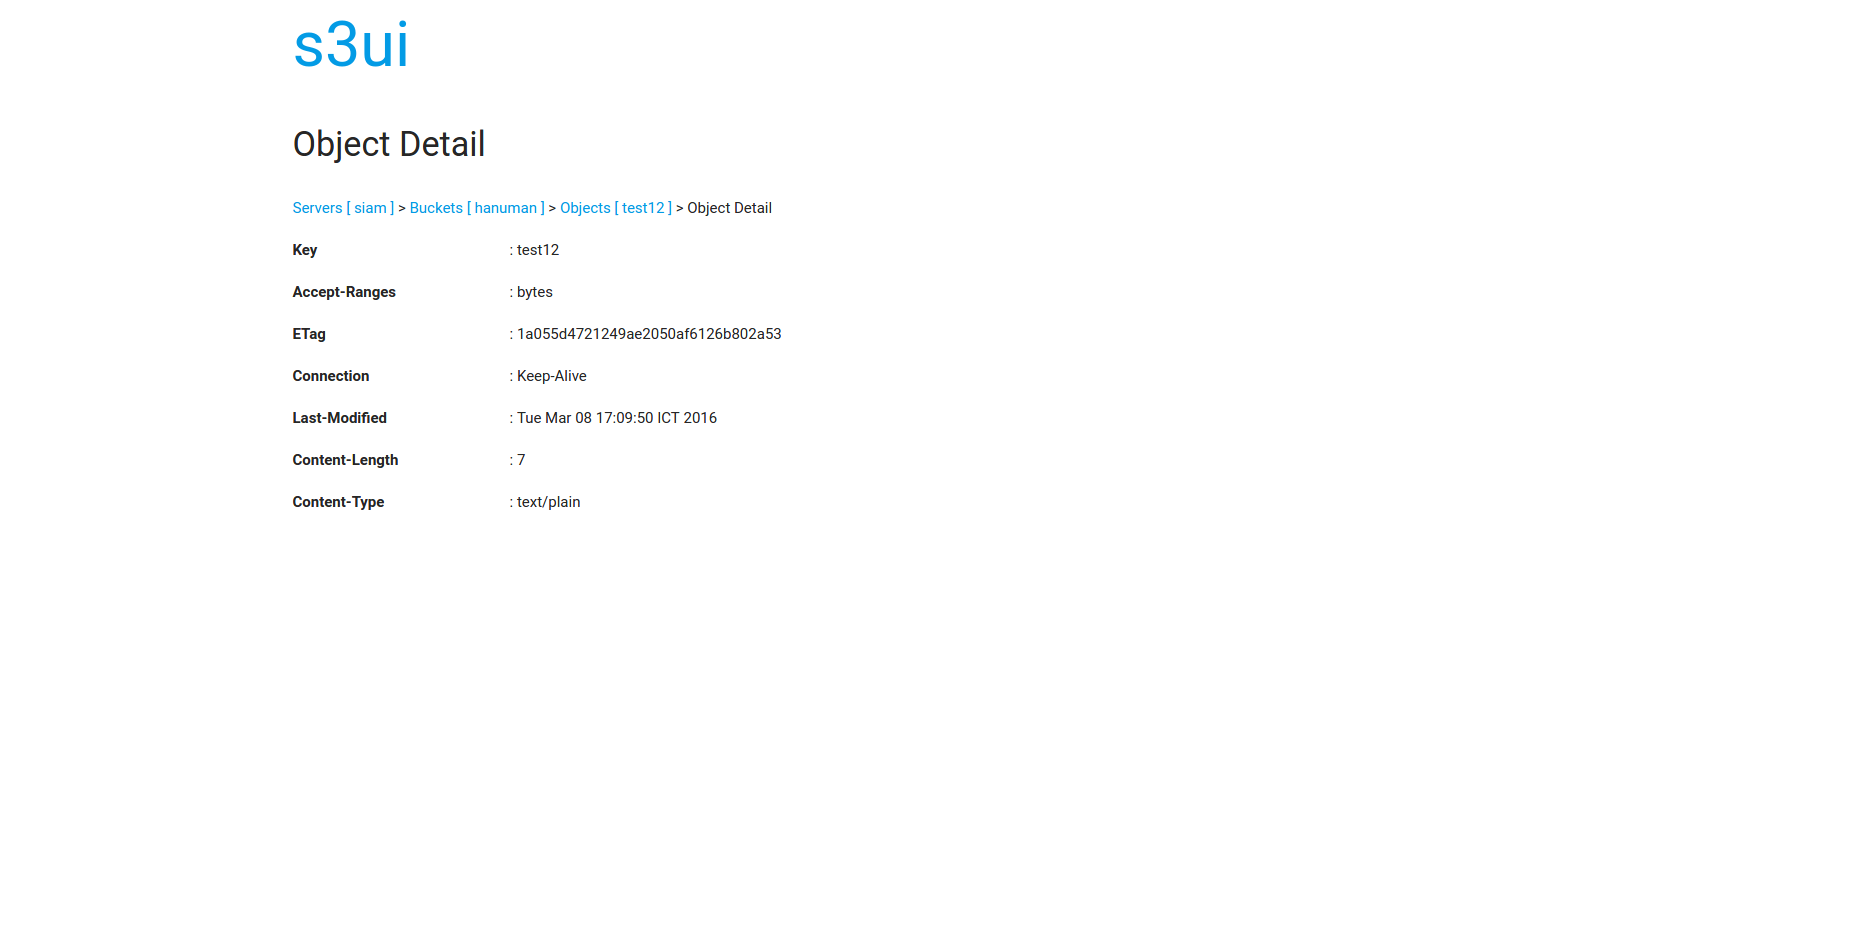 s3ui
Object Detail
Servers [ siam ] > Buckets [ hanuman ] > Objects [ test12 ] > Object Detail
Key : test12
Accept-Ranges : bytes
ETag : 1a055d4721249ae2050af6126b802a53
Connection : Keep-Alive
Last-Modified : Tue Mar 08 17:09:50 ICT 2016
Content-Length : 7
Content-Type : text/plain